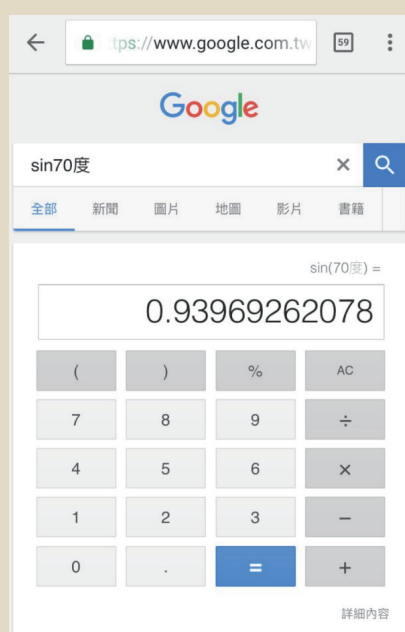 tps://www.google.com.tw 59
Google
sin70度 ×
全部 新聞 圖片 地圖 影片 書籍
sin(70度) =
0.93969262078
( ) % AC
7 8 9 ÷
4 5 6 ×
1 2 3 −
0 . = +
詳細內容